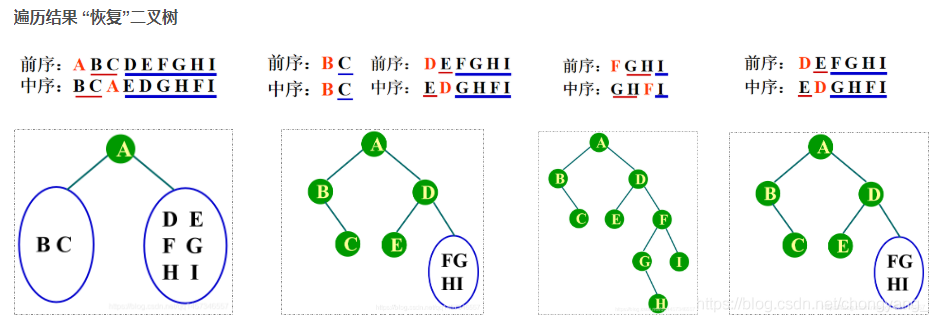 遍历结果 “恢复”二叉树
前序：A B C D E F G H I
中序：B C A E D G H F I
前序：B C
中序：B C
前序：D E F G H I
中序：E D G H F I
前序：F G H I
中序：G H F I
前序：D E F G H I
中序：E D G H F I
A
B C
D E
F G
H I
A
B D
C E
FG
HI
A
B D
C E F
G I
H
A
B D
C E
FG
HI